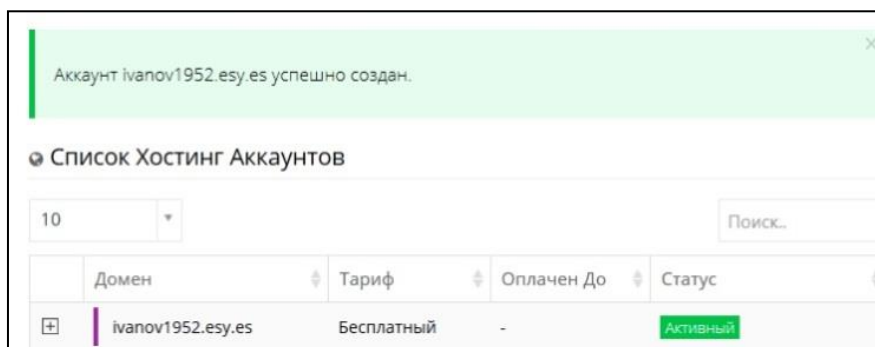 Аккаунт ivanov1952.esy.es успешно создан.
Список Хостинг Аккаунтов
10
Поиск..
Домен Тариф Оплачен До Статус
ivanov1952.esy.es Бесплатный - Активный